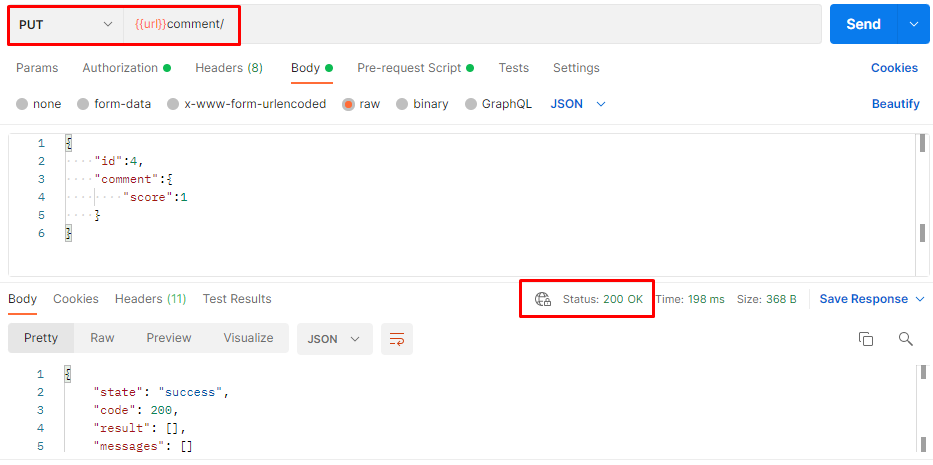 PUT {{url}}comment/ Send
Params Authorization Headers (8) Body Pre-request Script Tests Settings Cookies
none form-data x-www-form-urlencoded raw binary GraphQL JSON Beautify
1 {
2 "id":4,
3 "comment":{
4 "score":1
5 }
6 }
Body Cookies Headers (11) Test Results Status: 200 OK Time: 198 ms Size: 368 B Save Response
Pretty Raw Preview Visualize JSON
1 {
2 "state": "success",
3 "code": 200,
4 "result": [],
5 "messages": []